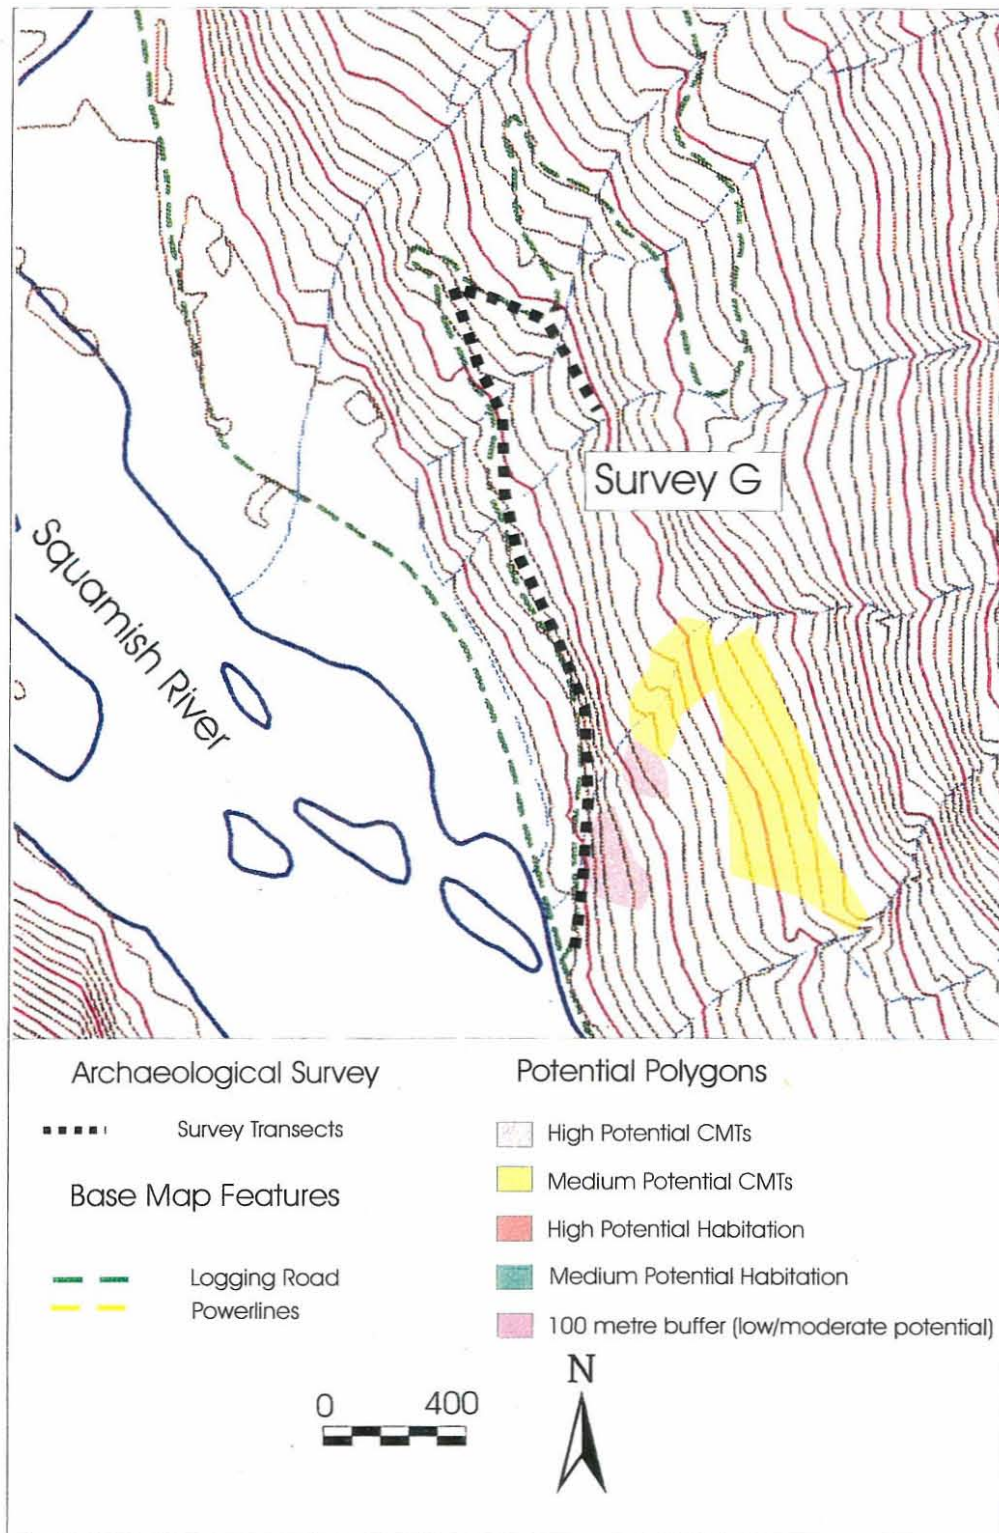 Survey G
Squamish River
Archaeological Survey
Survey Transects
Base Map Features
Logging Road
Powerlines
Potential Polygons
High Potential CMTs
Medium Potential CMTs
High Potential Habitation
Medium Potential Habitation
100 metre buffer (low/moderate potential)
N
0 400